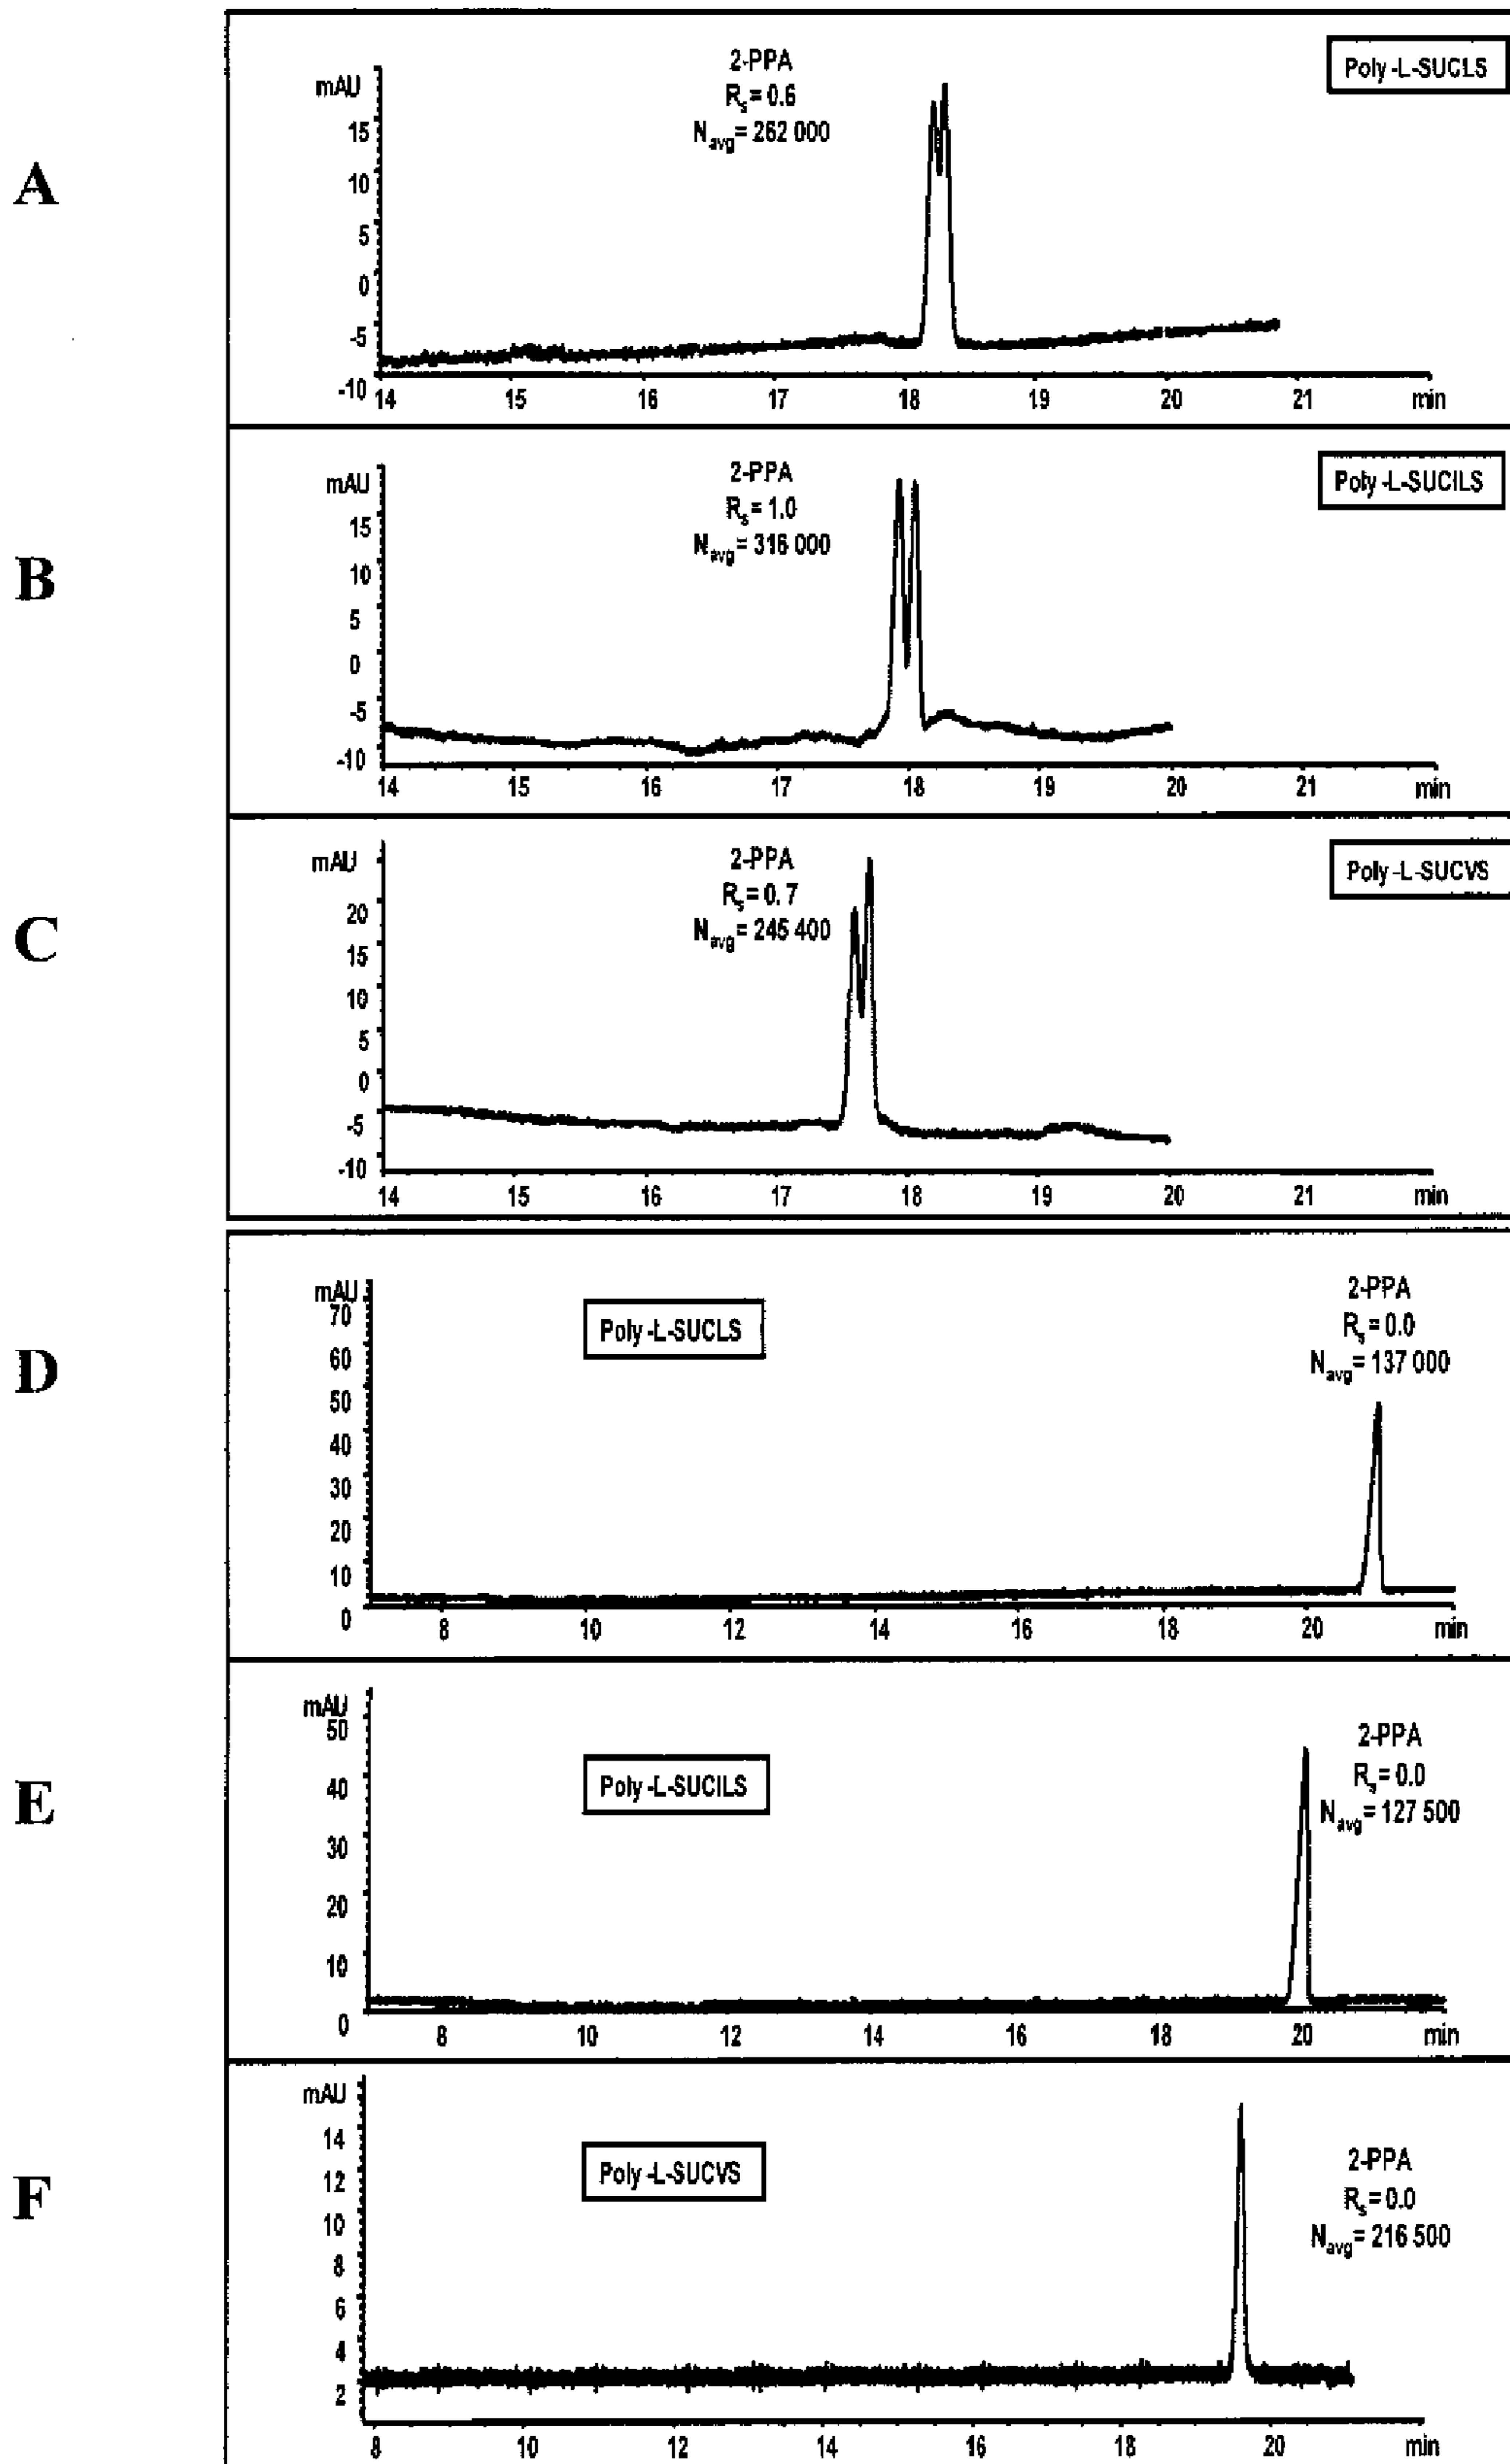 A
2-PPA
Rs = 0.6
Navg = 262 000
Poly -L-SUCLS
mAU
15
10
5
0
-5
-10
14 15 16 17 18 19 20 21 min
B
2-PPA
Rs = 1.0
Navg = 316 000
Poly -L-SUCILS
mAU
15
10
5
0
-5
-10
14 15 16 17 18 19 20 21 min
C
2-PPA
Rs = 0.7
Navg = 245 400
Poly -L-SUCVS
mAU
20
15
10
5
0
-5
-10
14 15 16 17 18 19 20 21 min
D
2-PPA
Rs = 0.0
Navg = 137 000
Poly -L-SUCLS
mAU
70
60
50
40
30
20
10
0
8 10 12 14 16 18 20 min
E
2-PPA
Rs = 0.0
Navg = 127 500
Poly -L-SUCILS
mAU
50
40
30
20
10
0
8 10 12 14 16 18 20 min
F
2-PPA
Rs = 0.0
Navg = 216 500
Poly -L-SUCVS
mAU
14
12
10
8
6
4
2
8 10 12 14 16 18 20 min